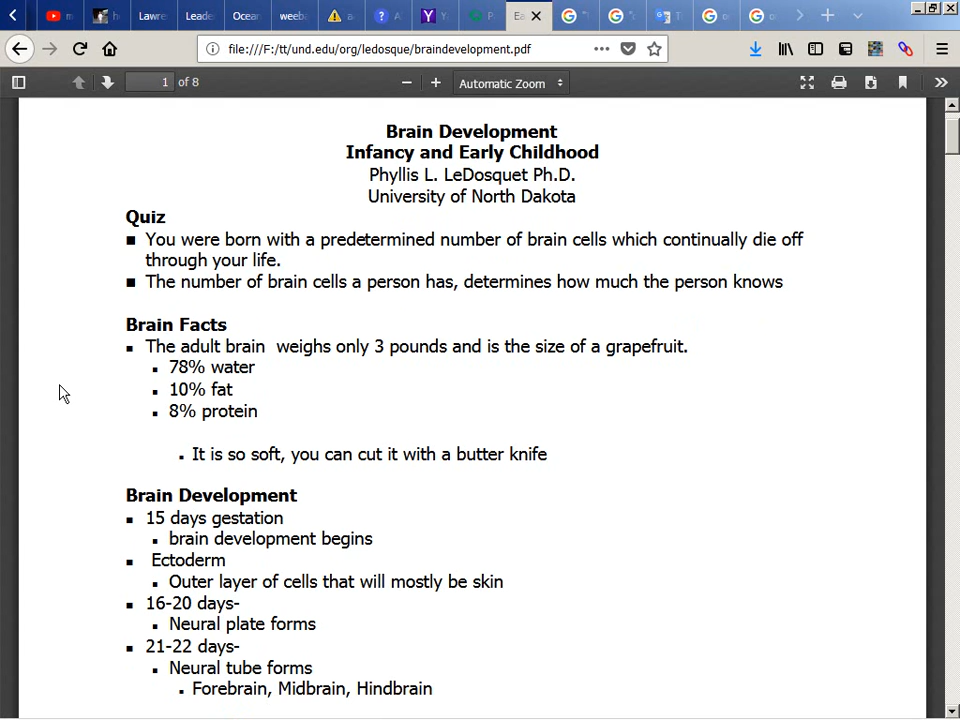 Lawre
Leade
Ocear
weeba
file:///F:/tt/und.edu/org/ledosque/braindevelopment.pdf
1 of 8
Automatic Zoom
Brain Development
Infancy and Early Childhood
Phyllis L. LeDosquet Ph.D.
University of North Dakota
Quiz
You were born with a predetermined number of brain cells which continually die off
through your life.
The number of brain cells a person has, determines how much the person knows
Brain Facts
The adult brain weighs only 3 pounds and is the size of a grapefruit.
78% water
10% fat
8% protein
It is so soft, you can cut it with a butter knife
Brain Development
15 days gestation
brain development begins
Ectoderm
Outer layer of cells that will mostly be skin
16-20 days-
Neural plate forms
21-22 days-
Neural tube forms
Forebrain, Midbrain, Hindbrain